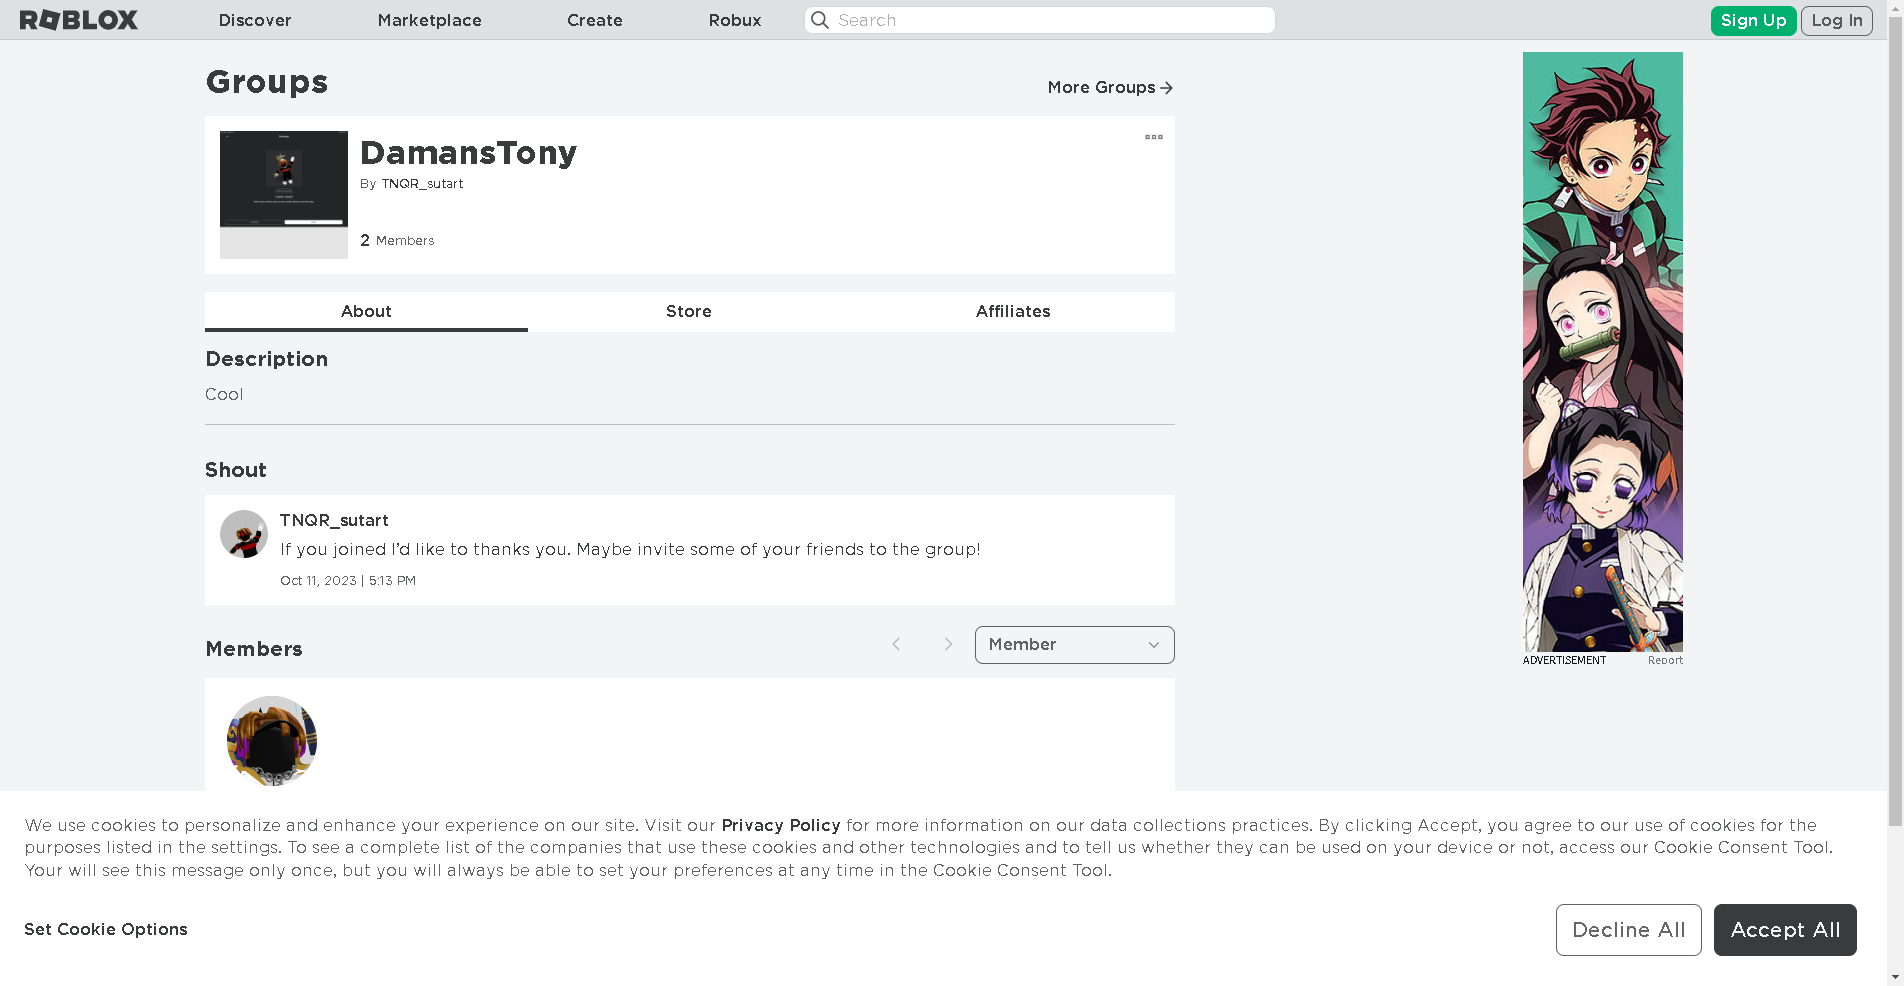 ROBLOX Discover Marketplace Create Robux Search Sign Up Log In
Groups
More Groups
DamansTony
By TNQR_sutart
2 Members
About Store Affiliates
Description
Cool
Shout
TNQR_sutart
If you joined I’d like to thanks you. Maybe invite some of your friends to the group!
Oct 11, 2023 | 5:13 PM
ADVERTISEMENT Report
Members
Member
We use cookies to personalize and enhance your experience on our site. Visit our Privacy Policy for more information on our data collections practices. By clicking Accept, you agree to our use of cookies for the
purposes listed in the settings. To see a complete list of the companies that use these cookies and other technologies and to tell us whether they can be used on your device or not, access our Cookie Consent Tool.
Your will see this message only once, but you will always be able to set your preferences at any time in the Cookie Consent Tool.
Set Cookie Options
Decline All Accept All